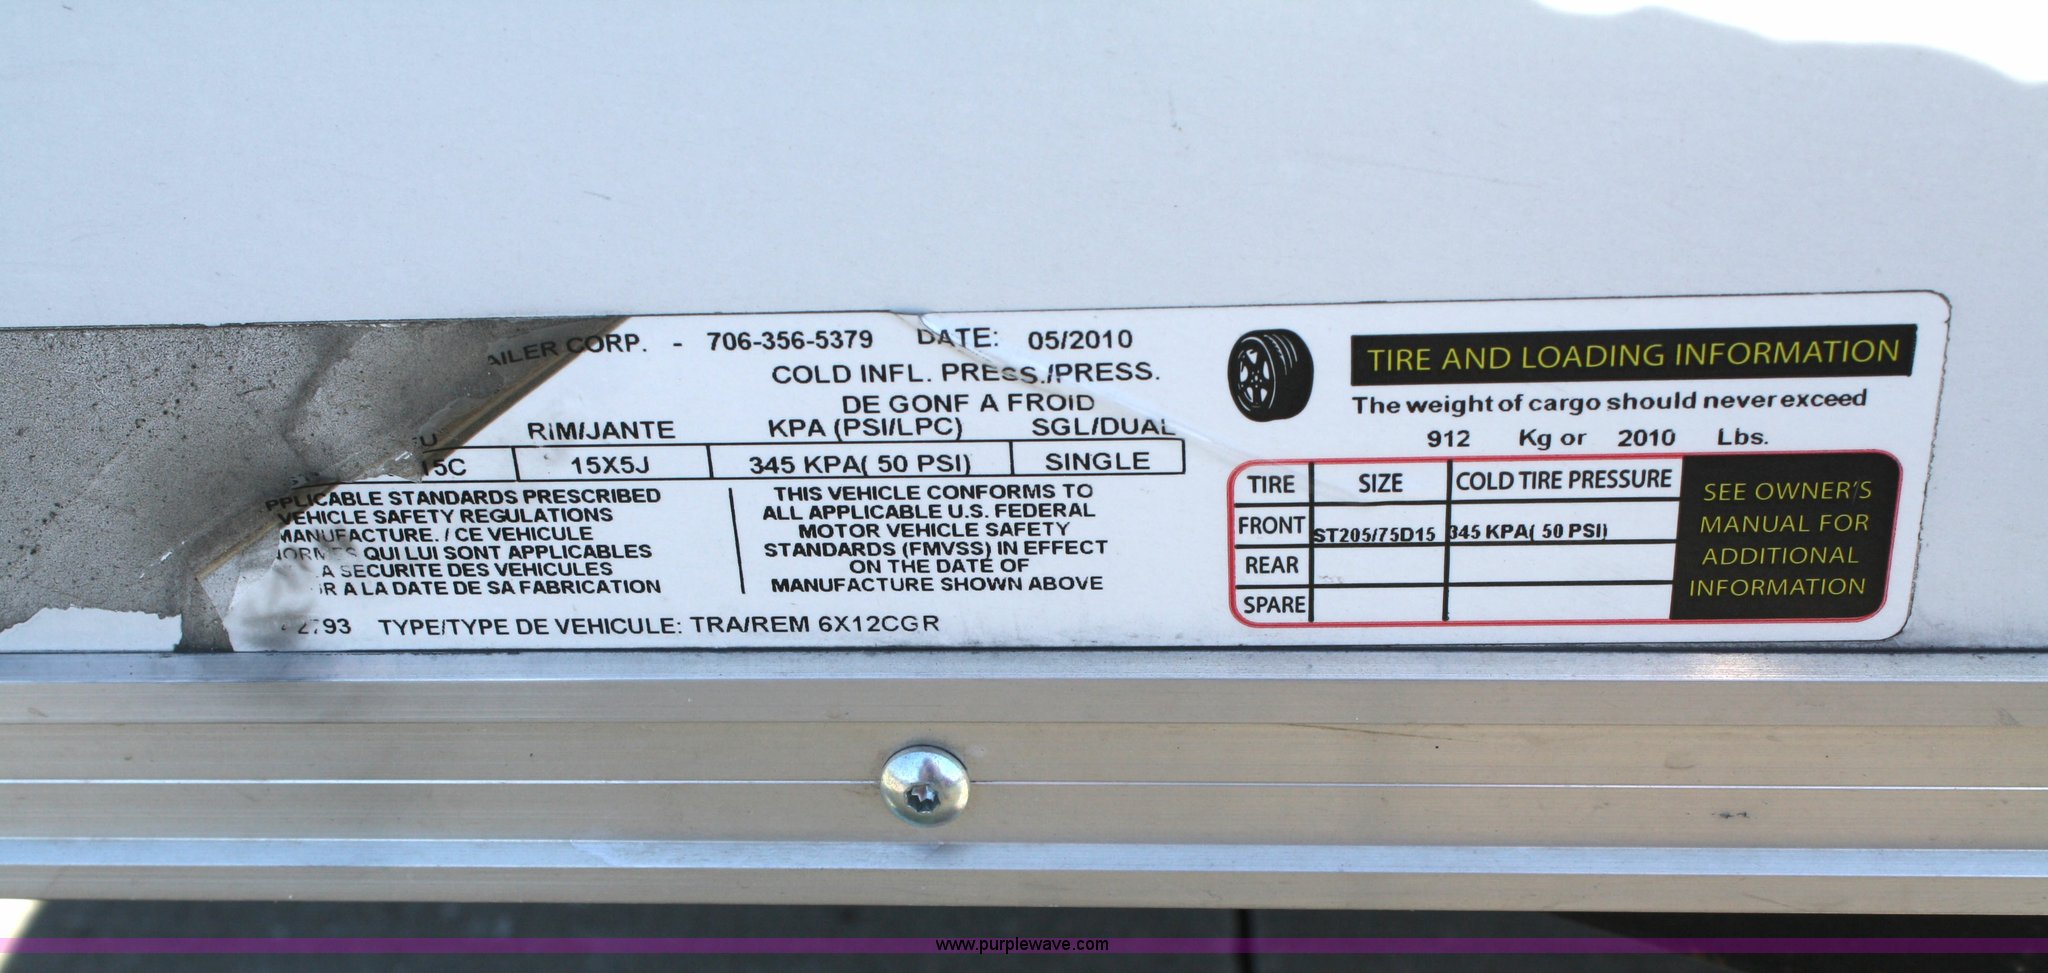 CORP. - 706-356-5379 DATE: 05/2010
COLD INFL. PRESS./PRESS.
DE GONF A FROID
RIM/JANTE KPA (PSI/LPC) SGL/DUAL
15C 15X5J 345 KPA( 50 PSI) SINGLE
STANDARDS PRESCRIBED
VEHICLE SAFETY REGULATIONS
MANUFACTURE. / CE VEHICULE
QUI LUI SONT APPLICABLES
A SECURITE DES VEHICULES
A LA DATE DE SA FABRICATION
THIS VEHICLE CONFORMS TO
ALL APPLICABLE U.S. FEDERAL
MOTOR VEHICLE SAFETY
STANDARDS (FMVSS) IN EFFECT
ON THE DATE OF
MANUFACTURE SHOWN ABOVE
2793 TYPE/TYPE DE VEHICULE: TRA/REM 6X12CGR
TIRE AND LOADING INFORMATION
The weight of cargo should never exceed
912 Kg or 2010 Lbs.
TIRE SIZE COLD TIRE PRESSURE
FRONT ST205/75D15 345 KPA( 50 PSI)
REAR
SPARE
SEE OWNER'S
MANUAL FOR
ADDITIONAL
INFORMATION
www.purplewave.com